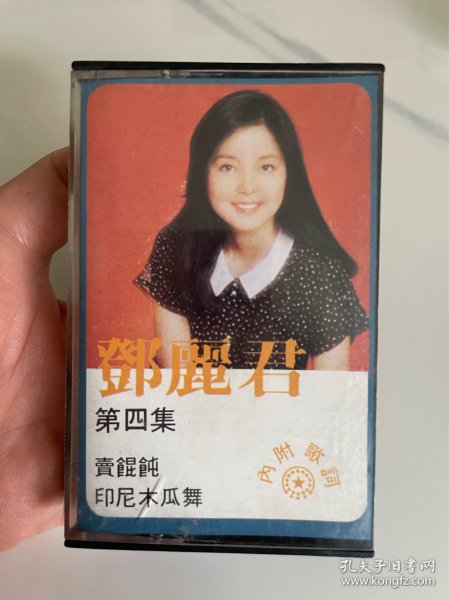 鄧麗君
第四集
賣餛飩
印尼木瓜舞
內附歌詞
孔夫子旧书网
www.kongfz.com